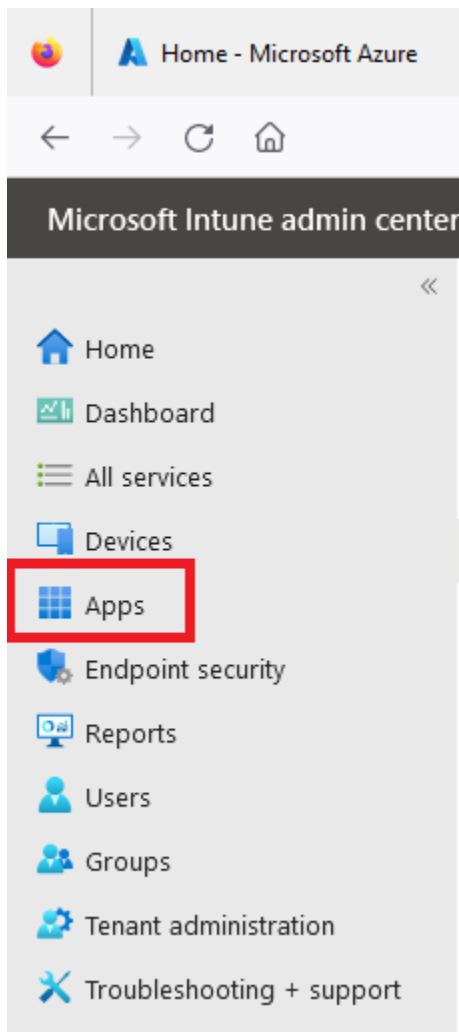 Home - Microsoft Azure
Microsoft Intune admin center
Home
Dashboard
All services
Devices
Apps
Endpoint security
Reports
Users
Groups
Tenant administration
Troubleshooting + support